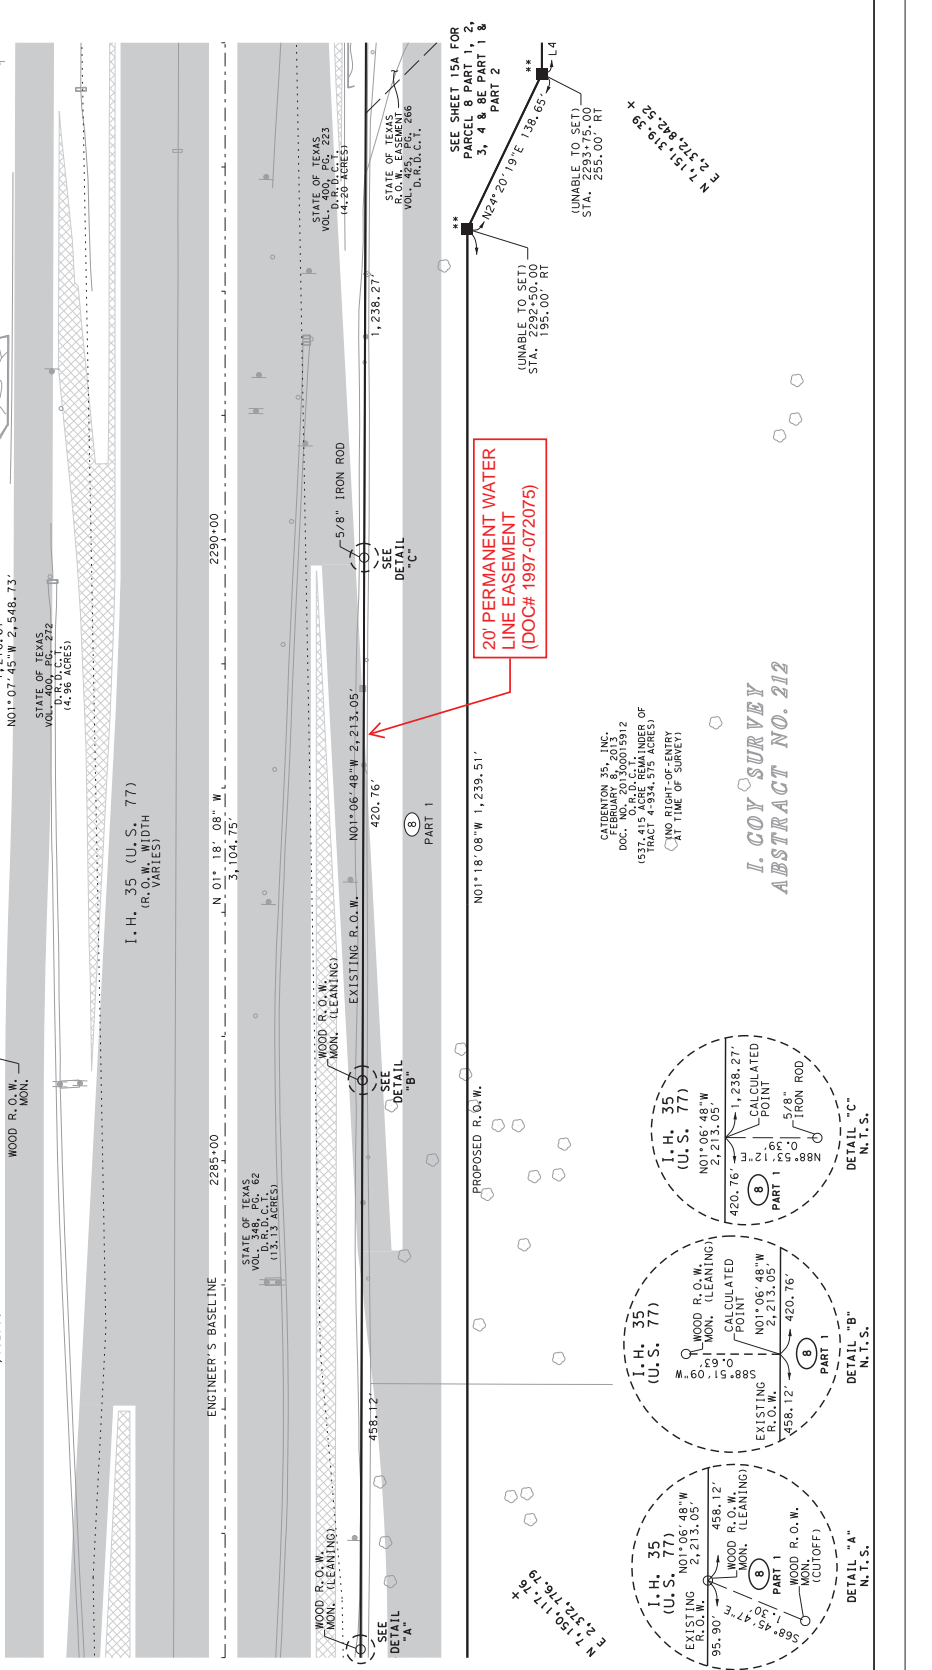 SEE SHEET 15A FOR
PARCEL 8 PART 1, 2,
3, 4 & 8E PART 1 &
PART 2
L4
**
N24°20'19"E 138.65'
(UNABLE TO SET)
STA. 2293+75.00
255.00' RT
N 7,151,319.39
E 2,372,842.52
**
(UNABLE TO SET)
STA. 2292+50.00
195.00' RT
STATE OF TEXAS
VOL. 400, PG. 223
D.R.D.C.T.
(4.20 ACRES)
STATE OF TEXAS
R.O.W. EASEMENT
VOL. 425, PG. 266
D.R.D.C.T.
1,238.27'
5/8" IRON ROD
SEE
DETAIL
"C"
2290+00
20' PERMANENT WATER
LINE EASEMENT
(DOC# 1997-072075)
N01°07'45"W 2,548.73'
STATE OF TEXAS
VOL. 400, PG. 272
D.R.D.C.T.
(4.96 ACRES)
I.H. 35 (U.S. 77)
(R.O.W. WIDTH
VARIES)
N 01° 18' 08" W
3,104.75'
N01°06'48"W 2,213.05'
420.76'
8
PART 1
N01°18'08"W 1,239.51'
CATDENTON 35, INC.
FEBRUARY 8, 2013
DOC. NO. 201300015912
O.R.D.C.T.
(537.415 ACRE REMAINDER OF
TRACT 4-934.575 ACRES)
(NO RIGHT-OF-ENTRY
AT TIME OF SURVEY)
I. COY SURVEY
ABSTRACT NO. 212
EXISTING R.O.W.
WOOD R.O.W.
MON. (LEANING)
SEE
DETAIL
"B"
WOOD R.O.W.
MON.
PROPOSED R.O.W.
2285+00
STATE OF TEXAS
VOL. 348, PG. 62
D.R.D.C.T.
(13.13 ACRES)
ENGINEER'S BASELINE
458.12'
WOOD R.O.W.
MON. (LEANING)
SEE
DETAIL
"A"
N 7,150,117.76
E 2,372,776.79
I.H. 35
(U.S. 77)
N01°06'48"W
2,213.05'
420.76'
1,238.27'
CALCULATED
POINT
5/8"
IRON ROD
N88°53'12"E
0.39'
8
PART 1
DETAIL "C"
N.T.S.
I.H. 35
(U.S. 77)
WOOD R.O.W.
MON. (LEANING)
CALCULATED
POINT
S88°51'09"W
0.63'
N01°06'48"W
2,213.05'
EXISTING
R.O.W.
458.12'
420.76'
8
PART 1
DETAIL "B"
N.T.S.
I.H. 35
(U.S. 77)
N01°06'48"W
2,213.05'
EXISTING
R.O.W.
95.90'
458.12'
WOOD R.O.W.
MON. (LEANING)
8
PART 1
S68°45'47"E
1.30'
WOOD R.O.W.
MON.
(CUTOFF)
DETAIL "A"
N.T.S.